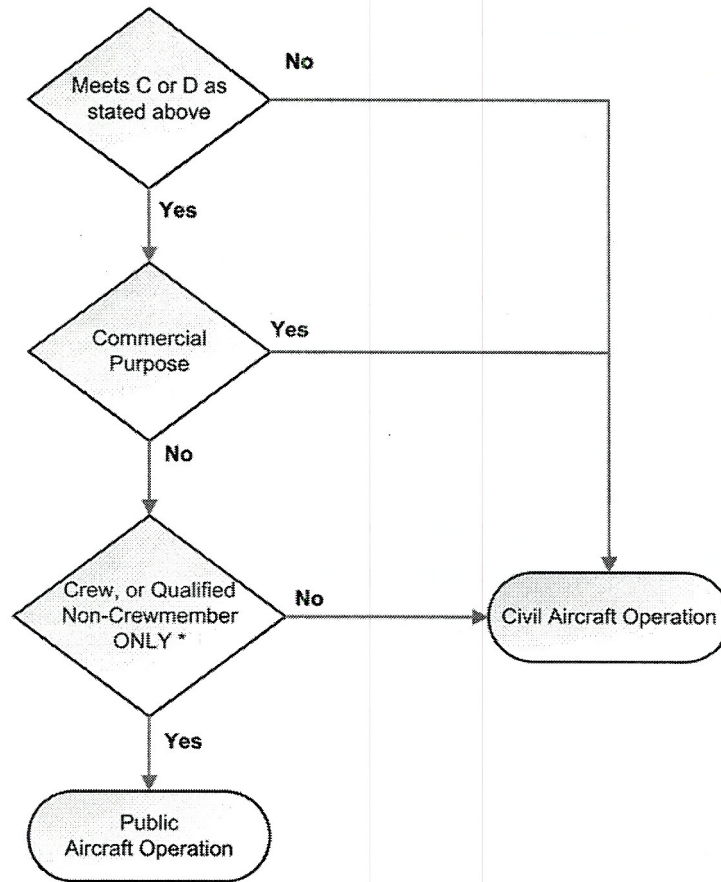 Meets C or D as
stated above
No
Yes
Commercial
Purpose
Yes
No
Crew, or Qualified
Non-Crewmember
ONLY *
No
Civil Aircraft Operation
Yes
Public
Aircraft Operation